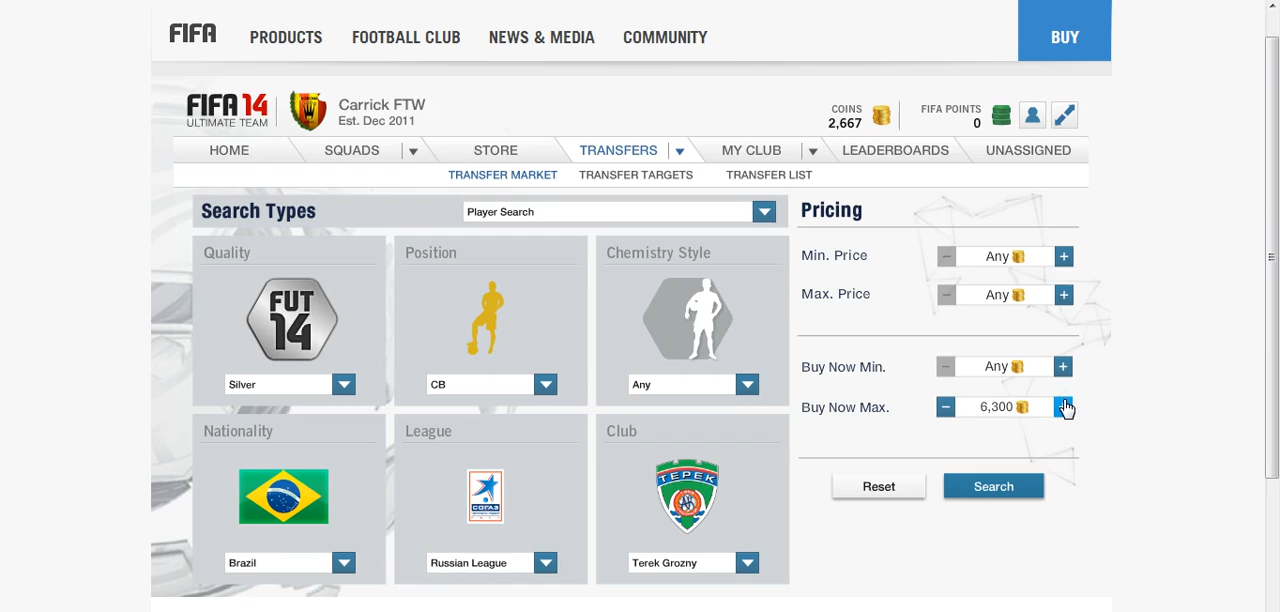 FIFA PRODUCTS FOOTBALL CLUB NEWS & MEDIA COMMUNITY BUY
FIFA 14
ULTIMATE TEAM
Carrick FTW
Est. Dec 2011
COINS
2,667
FIFA POINTS
0
HOME SQUADS STORE TRANSFERS MY CLUB LEADERBOARDS UNASSIGNED
TRANSFER MARKET TRANSFER TARGETS TRANSFER LIST
Search Types
Player Search
Quality
FUT
14
Silver
Position
CB
Chemistry Style
Any
Nationality
Brazil
League
СОГАЗ
Russian League
Club
ТЕРЕК
Terek Grozny
Pricing
Min. Price Any
Max. Price Any
Buy Now Min. Any
Buy Now Max. 6,300
Reset Search